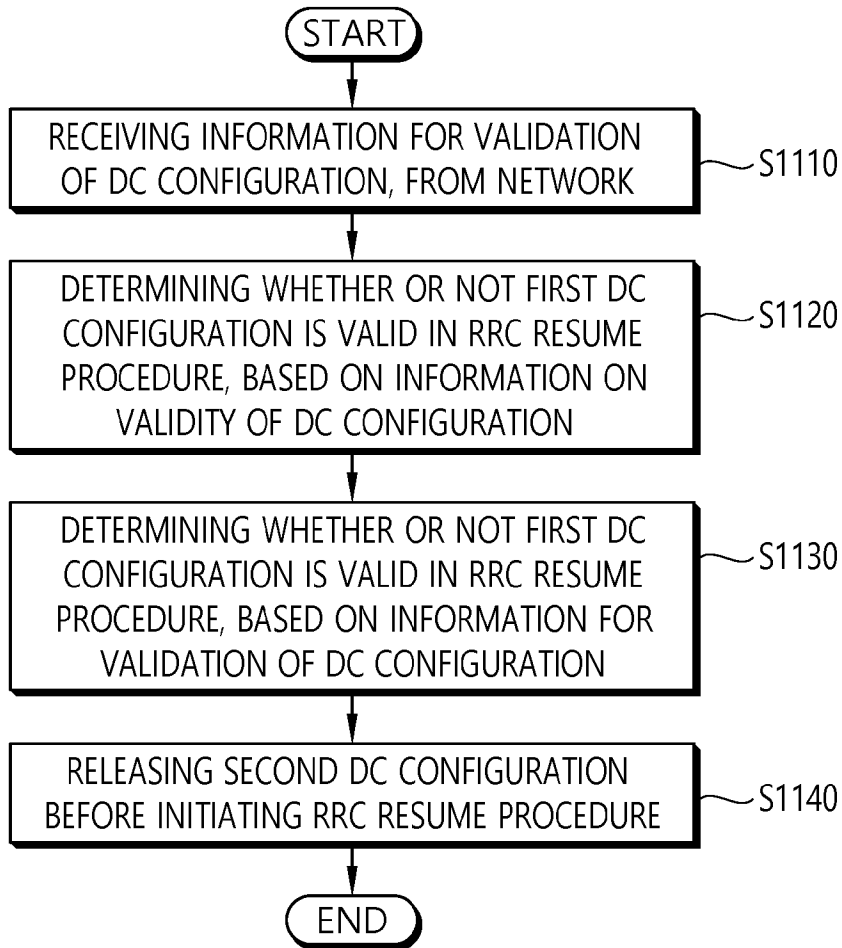 START
RECEIVING INFORMATION FOR VALIDATION
OF DC CONFIGURATION, FROM NETWORK
S1110
DETERMINING WHETHER OR NOT FIRST DC
CONFIGURATION IS VALID IN RRC RESUME
PROCEDURE, BASED ON INFORMATION ON
VALIDITY OF DC CONFIGURATION
S1120
DETERMINING WHETHER OR NOT FIRST DC
CONFIGURATION IS VALID IN RRC RESUME
PROCEDURE, BASED ON INFORMATION FOR
VALIDATION OF DC CONFIGURATION
S1130
RELEASING SECOND DC CONFIGURATION
BEFORE INITIATING RRC RESUME PROCEDURE
S1140
END